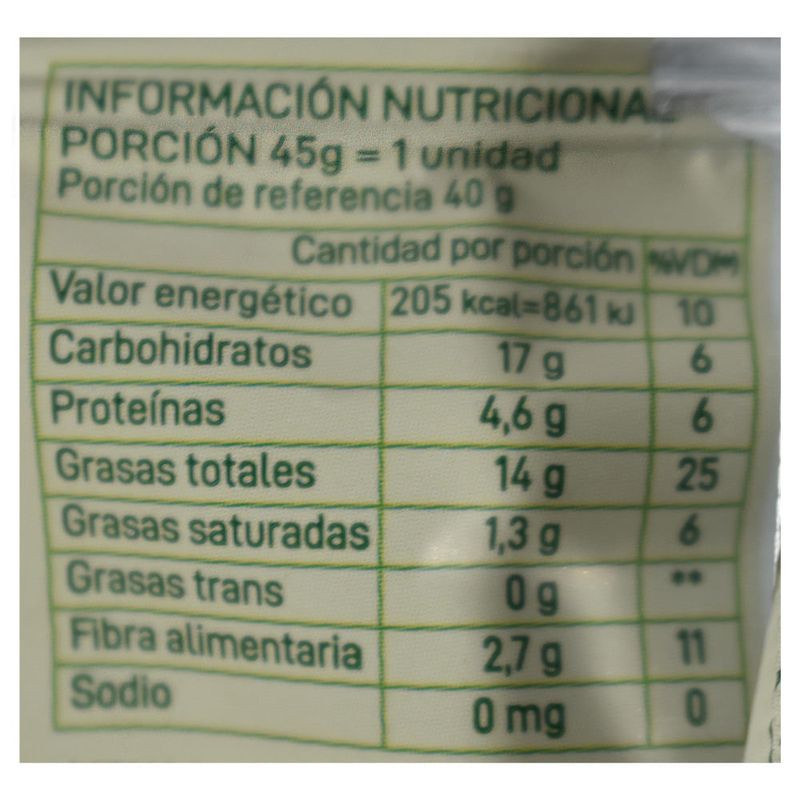 INFORMACIÓN NUTRICIONAL
PORCIÓN 45g = 1 unidad
Porción de referencia 40 g
Cantidad por porción %VD(*)
Valor energético 205 kcal=861 kJ 10
Carbohidratos 17 g 6
Proteínas 4,6 g 6
Grasas totales 14 g 25
Grasas saturadas 1,3 g 6
Grasas trans 0 g **
Fibra alimentaria 2,7 g 11
Sodio 0 mg 0